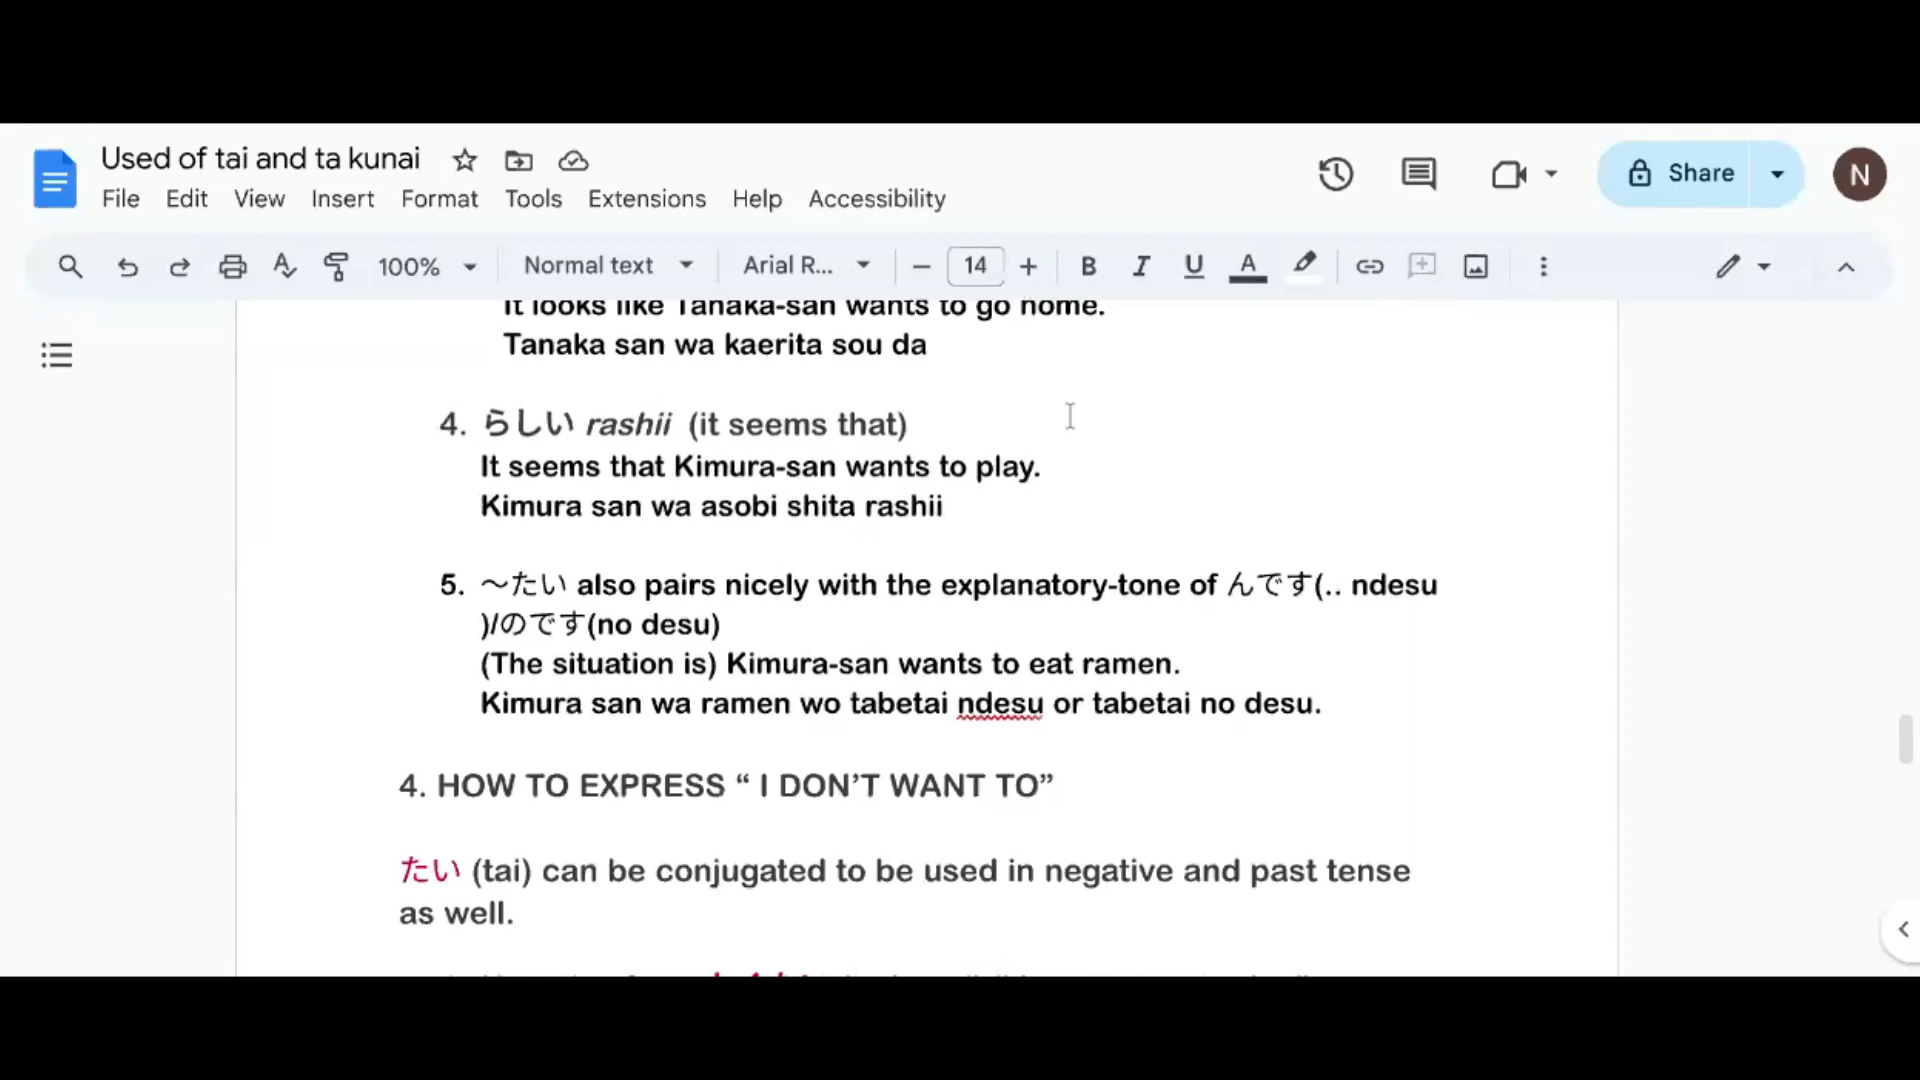 Used of tai and ta kunai
File Edit View Insert Format Tools Extensions Help Accessibility
Share
N
100% Normal text Arial R... 14 B I U A
It looks like Tanaka-san wants to go home.
Tanaka san wa kaerita sou da
4. らしい rashii (it seems that)
It seems that Kimura-san wants to play.
Kimura san wa asobi shita rashii
5. ～たい also pairs nicely with the explanatory-tone of んです(.. ndesu
)/のです(no desu)
(The situation is) Kimura-san wants to eat ramen.
Kimura san wa ramen wo tabetai ndesu or tabetai no desu.
4. HOW TO EXPRESS “ I DON’T WANT TO”
たい (tai) can be conjugated to be used in negative and past tense
as well.